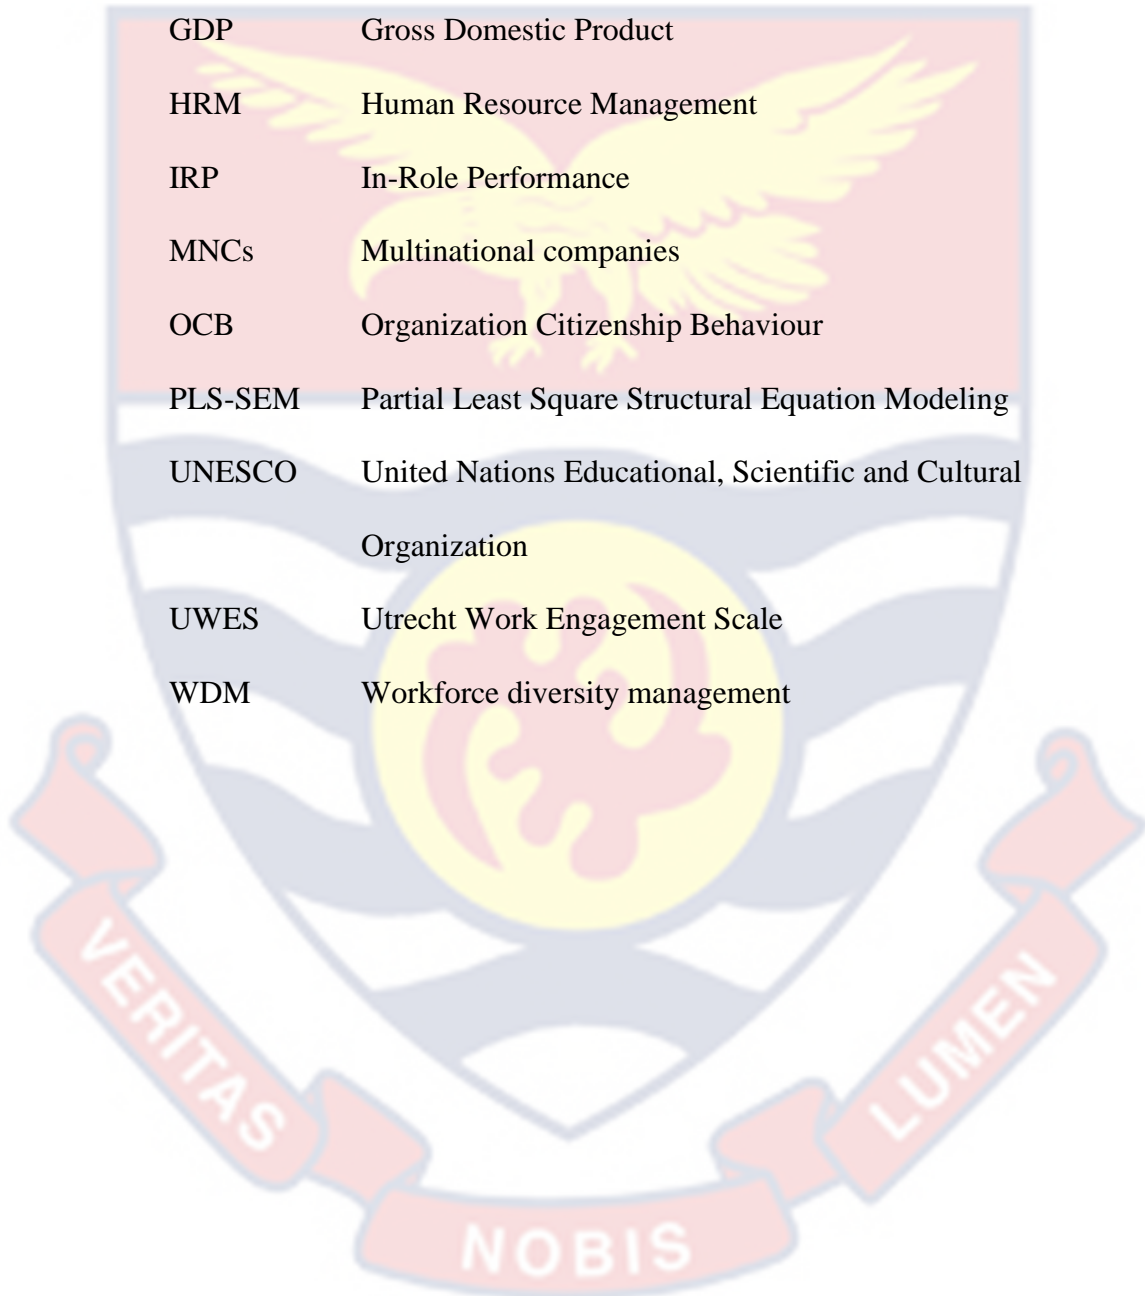 GDP Gross Domestic Product
HRM Human Resource Management
IRP In-Role Performance
MNCs Multinational companies
OCB Organization Citizenship Behaviour
PLS-SEM Partial Least Square Structural Equation Modeling
UNESCO United Nations Educational, Scientific and Cultural
Organization
UWES Utrecht Work Engagement Scale
WDM Workforce diversity management
VERITAS
NOBIS
LUMEN